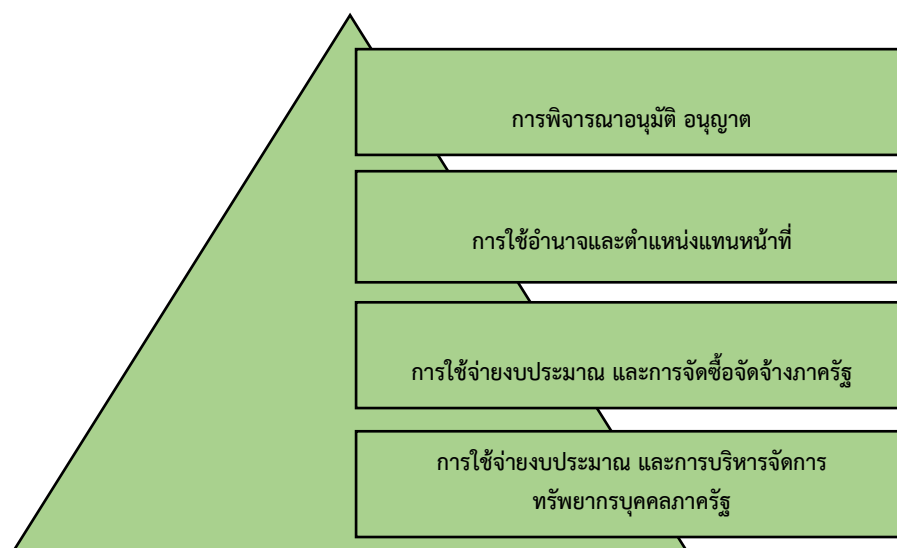 การพิจารณาอนุมัติ อนุญาต
การใช้อำนาจและตำแหน่งแทนหน้าที่
การใช้จ่ายงบประมาณ และการจัดซื้อจัดจ้างภาครัฐ
การใช้จ่ายงบประมาณ และการบริหารจัดการ
ทรัพยากรบุคคลภาครัฐ